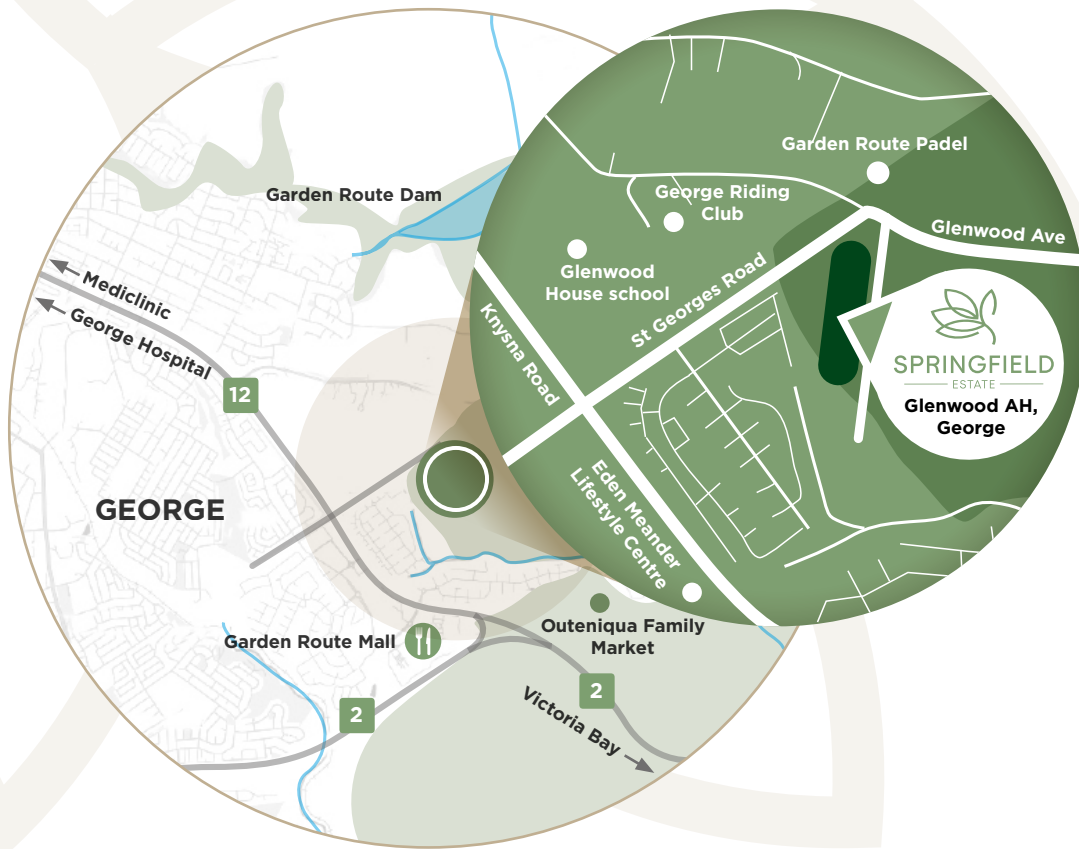 Garden Route Padel
Garden Route Dam
George Riding
Club
Glenwood Ave
Glenwood
House school
St Georges Road
Mediclinic
George Hospital
Knysna Road
12
SPRINGFIELD
ESTATE
Glenwood AH,
George
Eden Meander
Lifestyle Centre
GEORGE
Outeniqua Family
Market
Garden Route Mall
2
2
Victoria Bay